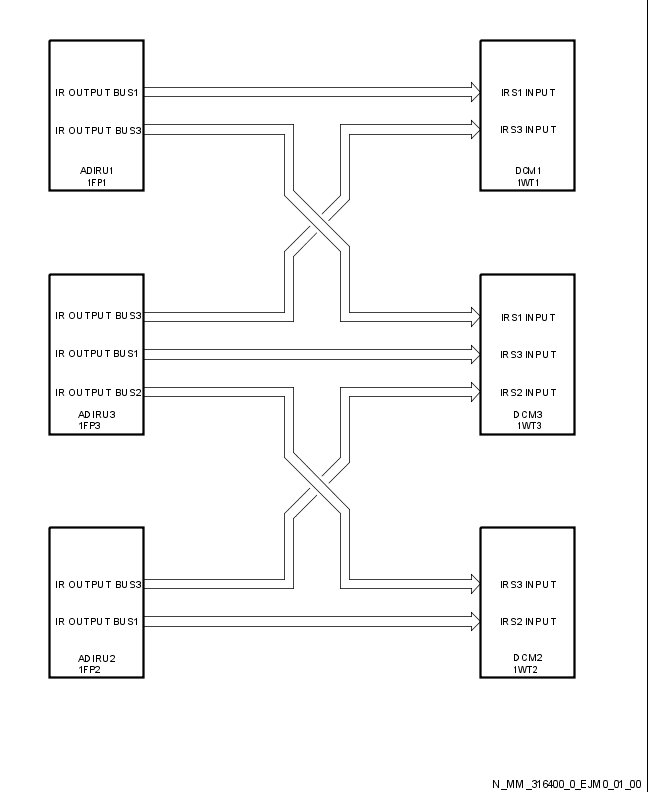 IR OUTPUT BUS1
IRS1 INPUT
IR OUTPUT BUS3
IRS3 INPUT
ADIRU1
1FP1
DCM1
1WT1
IR OUTPUT BUS3
IRS1 INPUT
IR OUTPUT BUS1
IRS3 INPUT
IR OUTPUT BUS2
IRS2 INPUT
ADIRU3
1FP3
DCM3
1WT3
IR OUTPUT BUS3
IRS3 INPUT
IR OUTPUT BUS1
IRS2 INPUT
ADIRU2
1FP2
DCM2
1WT2
N_MM_316400_0_EJM0_01_00